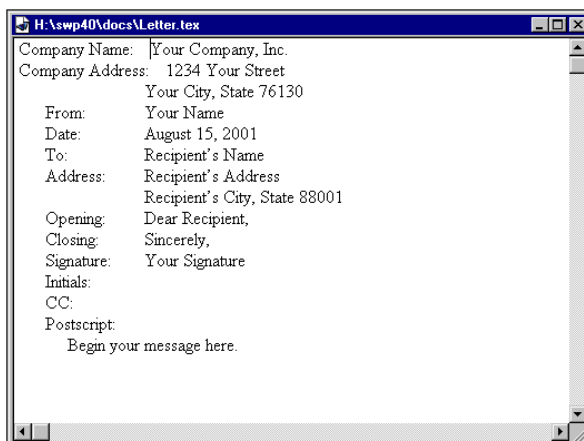 H:\swp40\docs\Letter.tex
Company Name: Your Company, Inc.
Company Address: 1234 Your Street
Your City, State 76130
From: Your Name
Date: August 15, 2001
To: Recipient's Name
Address: Recipient's Address
Recipient's City, State 88001
Opening: Dear Recipient,
Closing: Sincerely,
Signature: Your Signature
Initials:
CC:
Postscript:
Begin your message here.